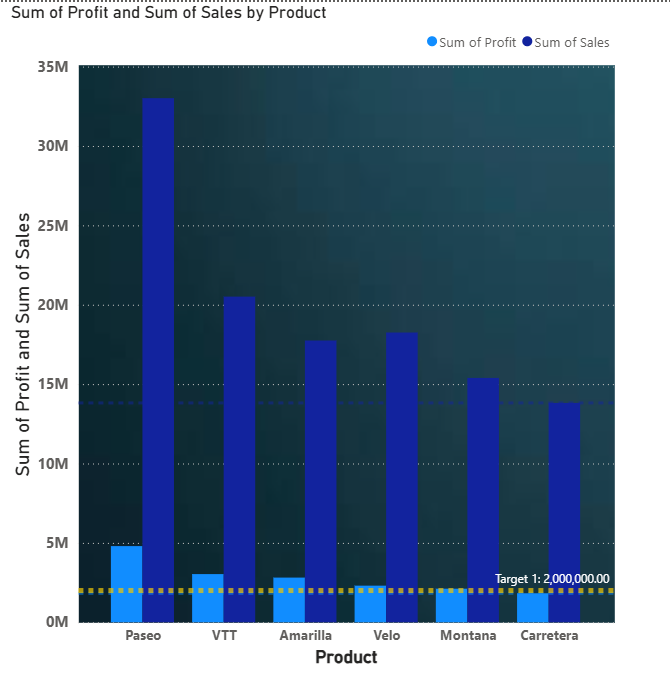 Sum of Profit and Sum of Sales by Product
Sum of Profit Sum of Sales
Sum of Profit and Sum of Sales
35M
30M
25M
20M
15M
10M
5M
0M
Target 1: 2,000,000.00
Paseo VTT Amarilla Velo Montana Carretera
Product